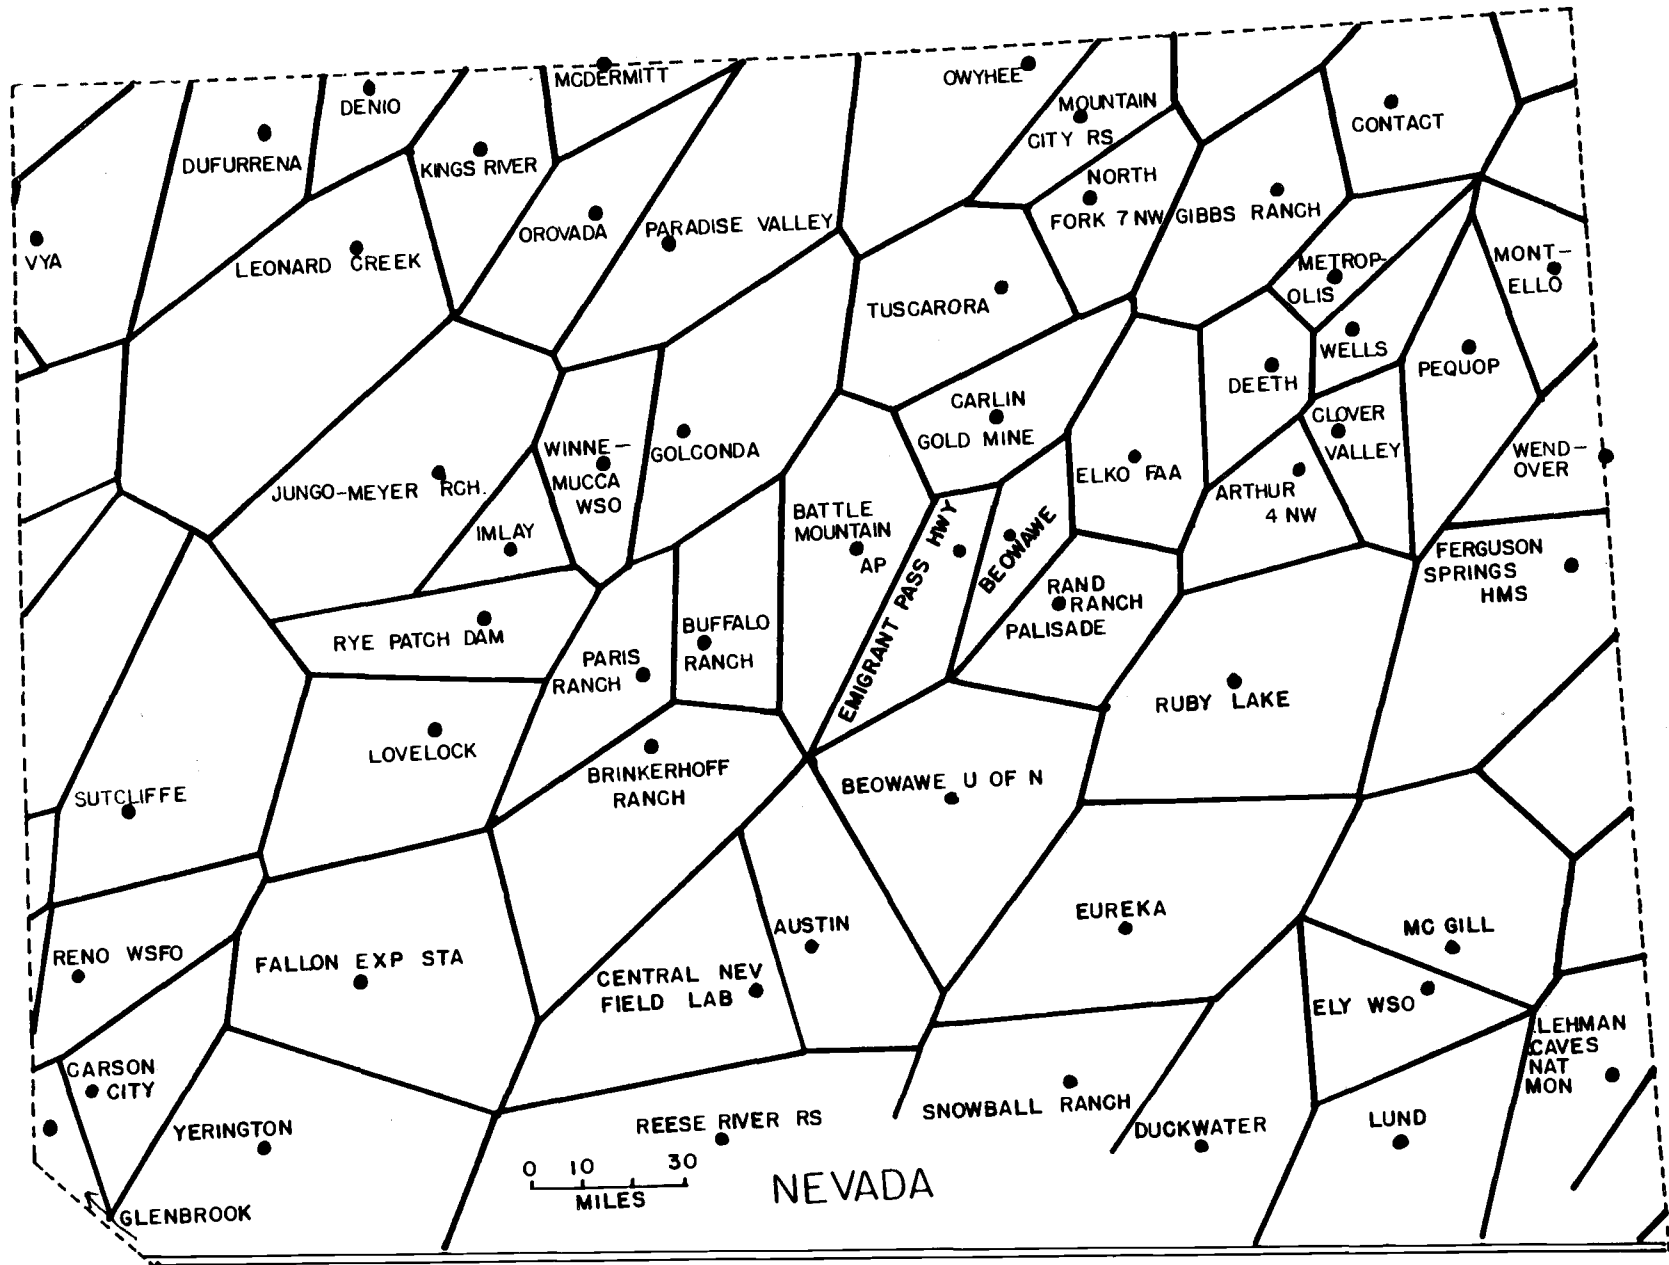 MCDERMITT
OWYHEE
DENIO
MOUNTAIN
CITY RS
CONTACT
DUFURRENA
KINGS RIVER
NORTH
FORK 7 NW
GIBBS RANCH
OROVADA
PARADISE VALLEY
VYA
LEONARD CREEK
METROP-
OLIS
MONT-
ELLO
TUSCARORA
WELLS
PEQUOP
DEETH
CARLIN
GOLD MINE
CLOVER
VALLEY
WINNE-
MUCCA
WSO
GOLCONDA
WEND-
OVER
ELKO FAA
JUNGO-MEYER RCH.
ARTHUR
4 NW
BATTLE
MOUNTAIN
AP
EMIGRANT PASS HWY
BEOWAWE
IMLAY
FERGUSON
SPRINGS
HMS
RAND
RANCH
PALISADE
RYE PATCH DAM
BUFFALO
RANCH
PARIS
RANCH
RUBY LAKE
LOVELOCK
BRINKERHOFF
RANCH
BEOWAWE U OF N
SUTCLIFFE
EUREKA
AUSTIN
MC GILL
RENO WSFO
FALLON EXP STA
CENTRAL NEV
FIELD LAB
ELY WSO
LEHMAN
CAVES
NAT
MON
CARSON
CITY
YERINGTON
REESE RIVER RS
SNOWBALL RANCH
DUCKWATER
LUND
0 10 30
MILES
NEVADA
GLENBROOK